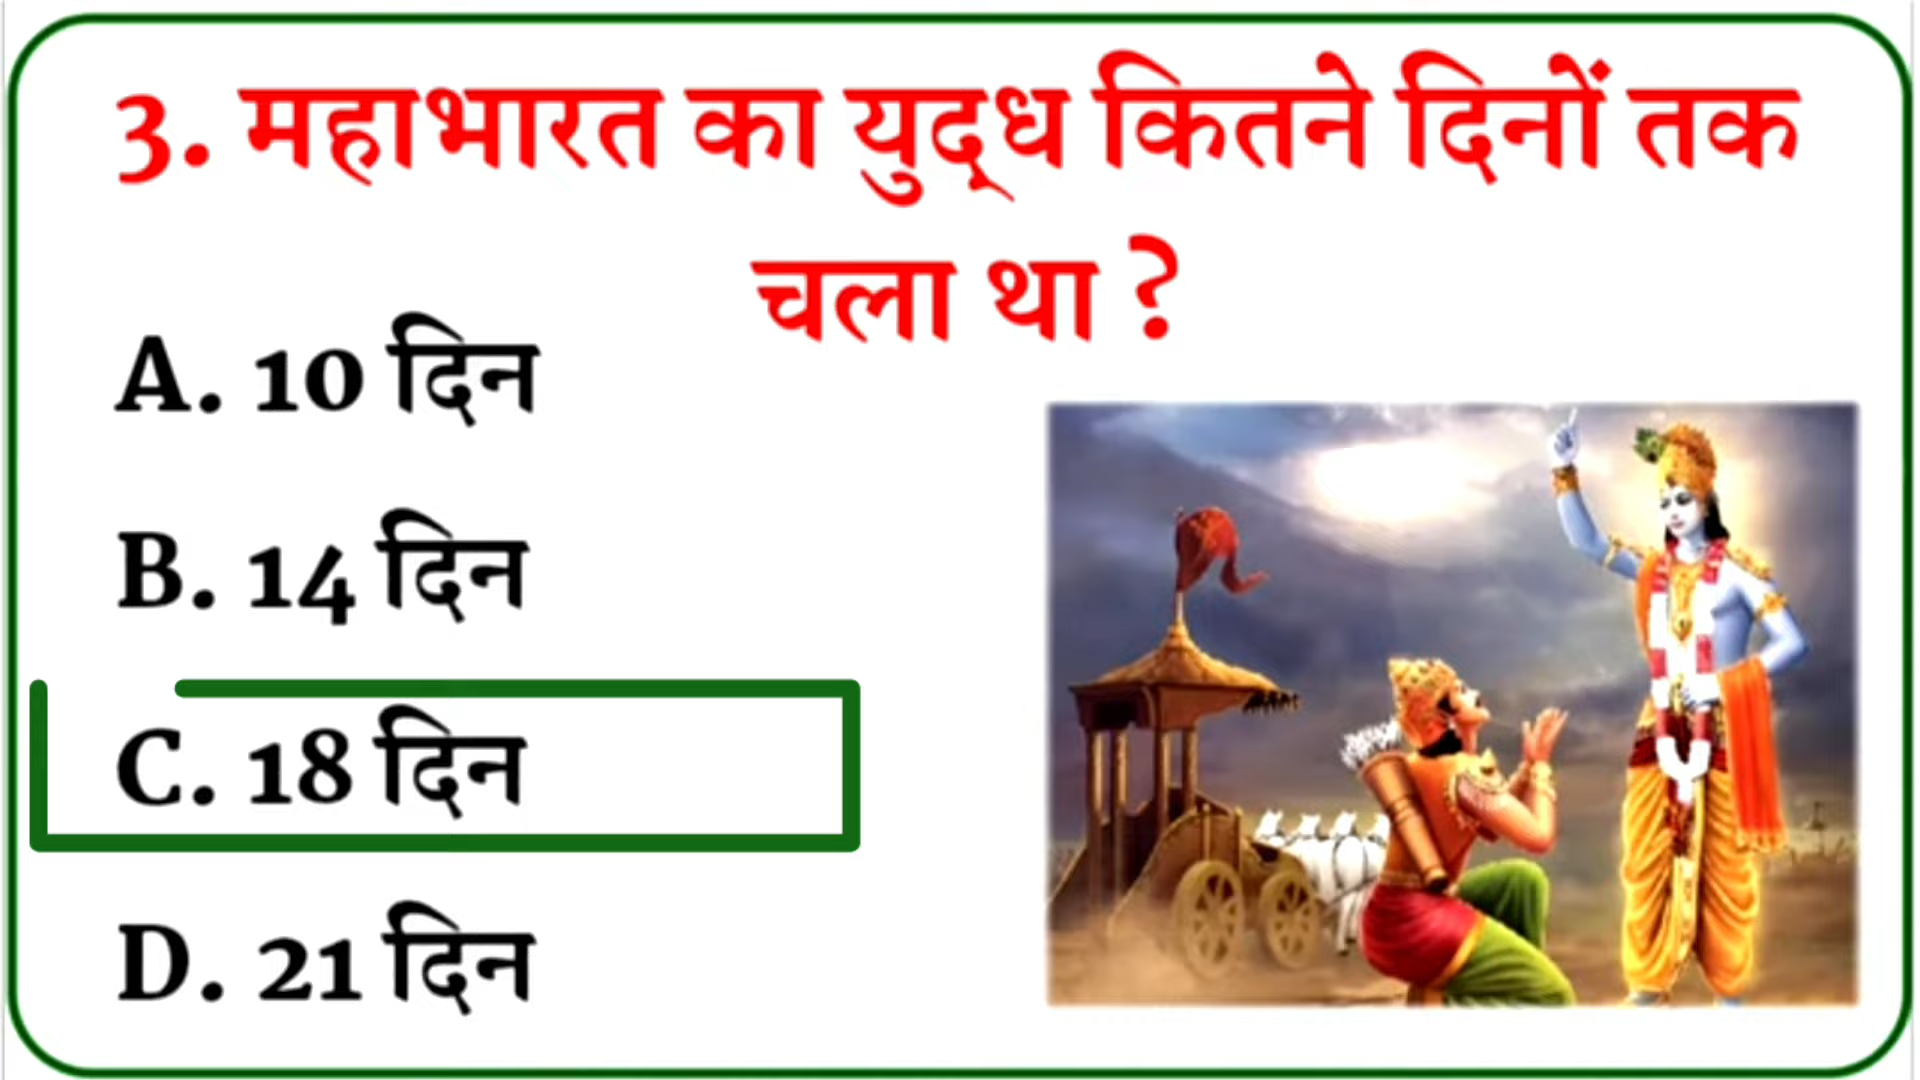 3. महाभारत का युद्ध कितने दिनों तक
चला था ?
A. 10 दिन
B. 14 दिन
C. 18 दिन
D. 21 दिन